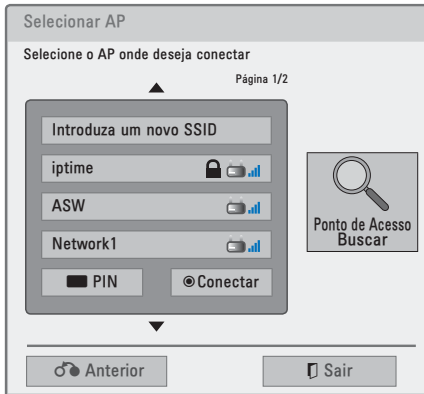 Selecionar AP
Selecione o AP onde deseja conectar
Página 1/2
Introduza um novo SSID
iptime
ASW
Network1
PIN
Conectar
Ponto de Acesso
Buscar
Anterior
Sair